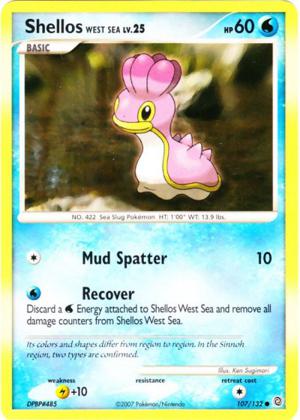 Shellos WEST SEA LV.25 HP 60
BASIC
NO. 422 Sea Slug Pokémon HT: 1'00" WT: 13.9 lbs.
Mud Spatter 10
Recover
Discard a Energy attached to Shellos West Sea and remove all
damage counters from Shellos West Sea.
Its colors and shapes differ from region to region. In the Sinnoh
region, two types are confirmed.
Illus. Ken Sugimori
weakness resistance retreat cost
+10
DPBP#485 ©2007 Pokémon/Nintendo 107/132